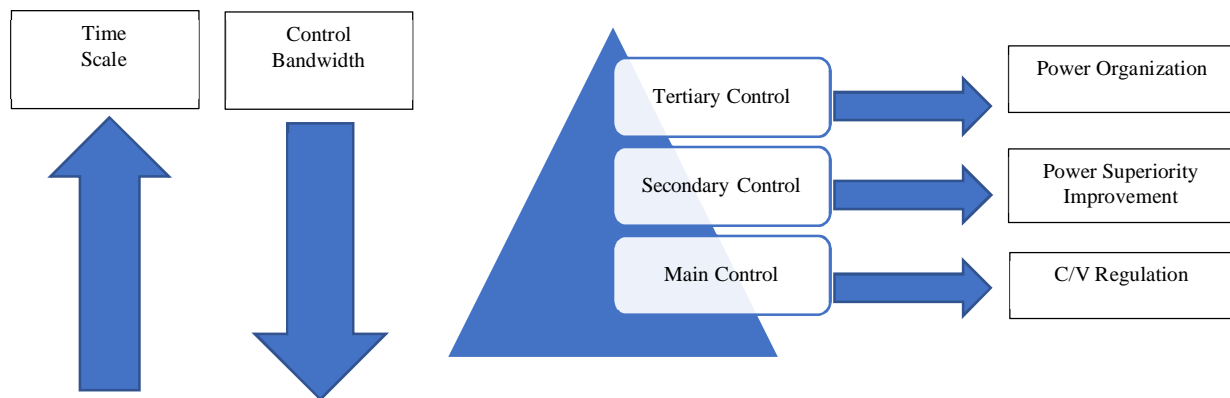 Time
Scale
Control
Bandwidth
Tertiary Control
Power Organization
Secondary Control
Power Superiority
Improvement
Main Control
C/V Regulation